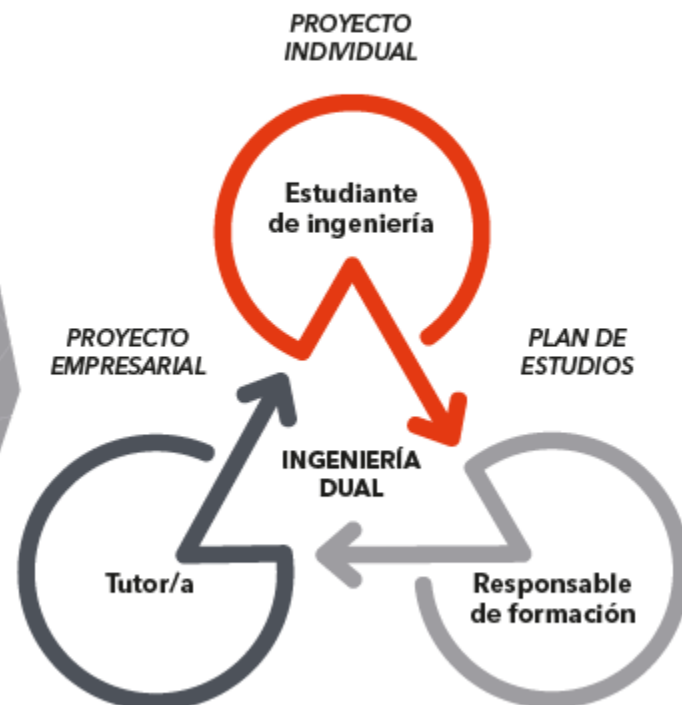 PROYECTO
INDIVIDUAL
Estudiante
de ingeniería
PROYECTO
EMPRESARIAL
PLAN DE
ESTUDIOS
INGENIERÍA
DUAL
Tutor/a
Responsable
de formación